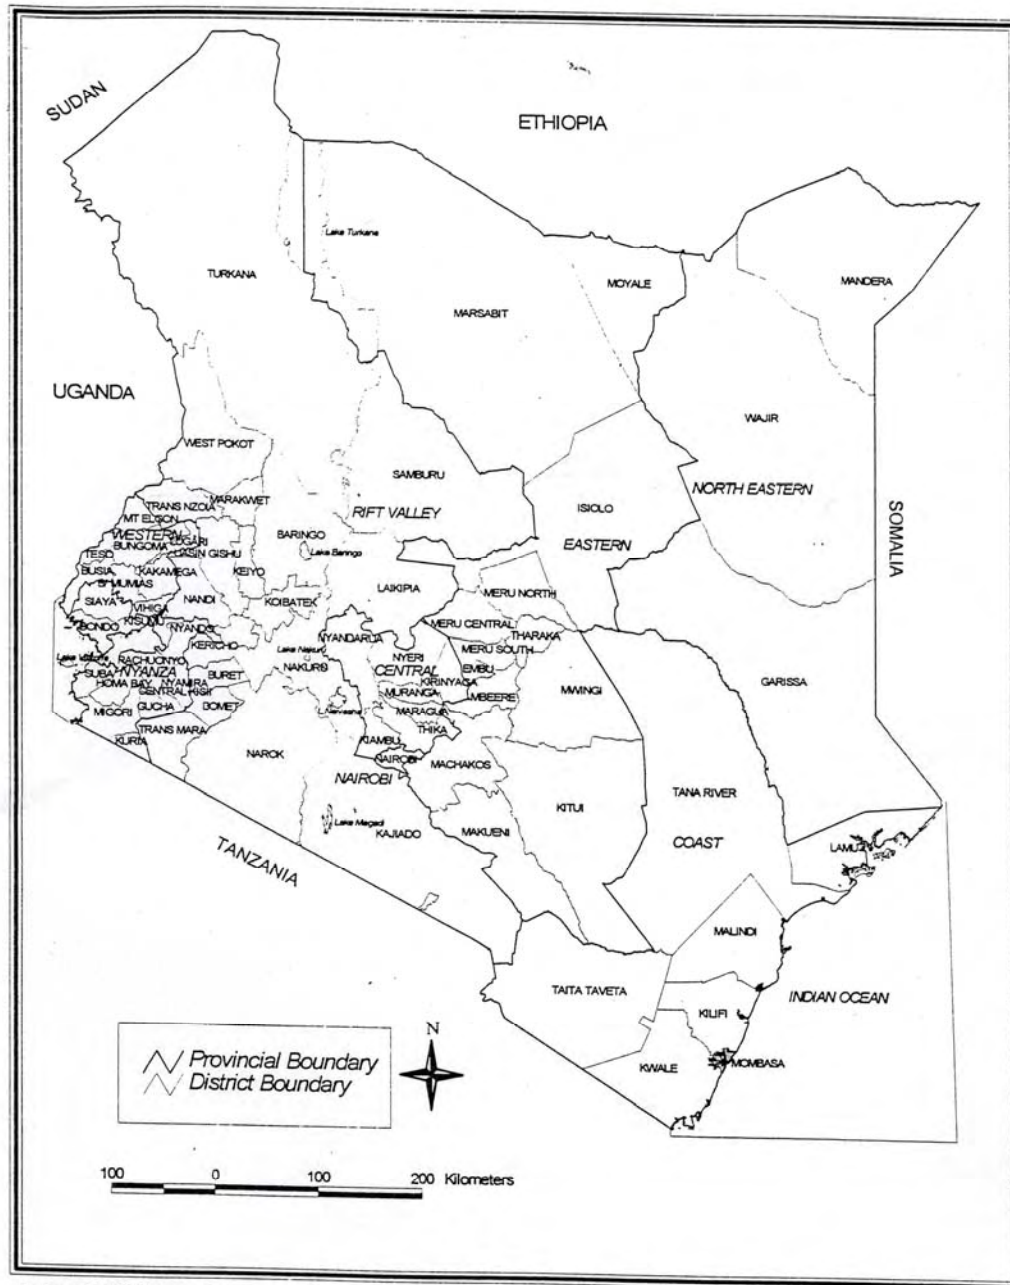 SUDAN
ETHIOPIA
Lake Turkana
TURKANA
MOYALE
MANDERA
MARSABIT
UGANDA
WAJIR
WEST POKOT
SAMBURU
NORTH EASTERN
MARAKWET
TRANS NZOIA
RIFT VALLEY
ISIOLO
SOMALIA
MT ELGON
WESTERN
LUGARI
BUNGOMA
BARINGO
EASTERN
TESO
UASIN GISHU
Lake Baringo
BUSIA
KAKAMEGA
KEIYO
MUMIAS
LAIKIPIA
MERU NORTH
SIAYA
NANDI
KOIBATEK
VIHIGA
KISUMU
BONDO
NYANDO
MERU CENTRAL
THARAKA
NYANDARUA
KERICHO
Lake Nakuru
MERU SOUTH
RACHUONYO
NYERI
NAKURU
CENTRAL
EMBU
SUBA
NYANZA
BURET
KIRINYAGA
GARISSA
HOMA BAY
NYAMIRA
MURANGA
MBEERE
MWINGI
CENTRAL KISII
GUCHA
BOMET
Naivasha
MARAGUA
MIGORI
TRANS MARA
THIKA
KURIA
KIAMBU
NAROK
NAIROBI
MACHAKOS
NAIROBI
TANA RIVER
KITUI
Lake Magadi
KAJIADO
MAKUENI
COAST
LAMU
TANZANIA
MALINDI
TAITA TAVETA
INDIAN OCEAN
KILIFI
N
Provincial Boundary
District Boundary
KWALE
MOMBASA
100 0 100 200 Kilometers